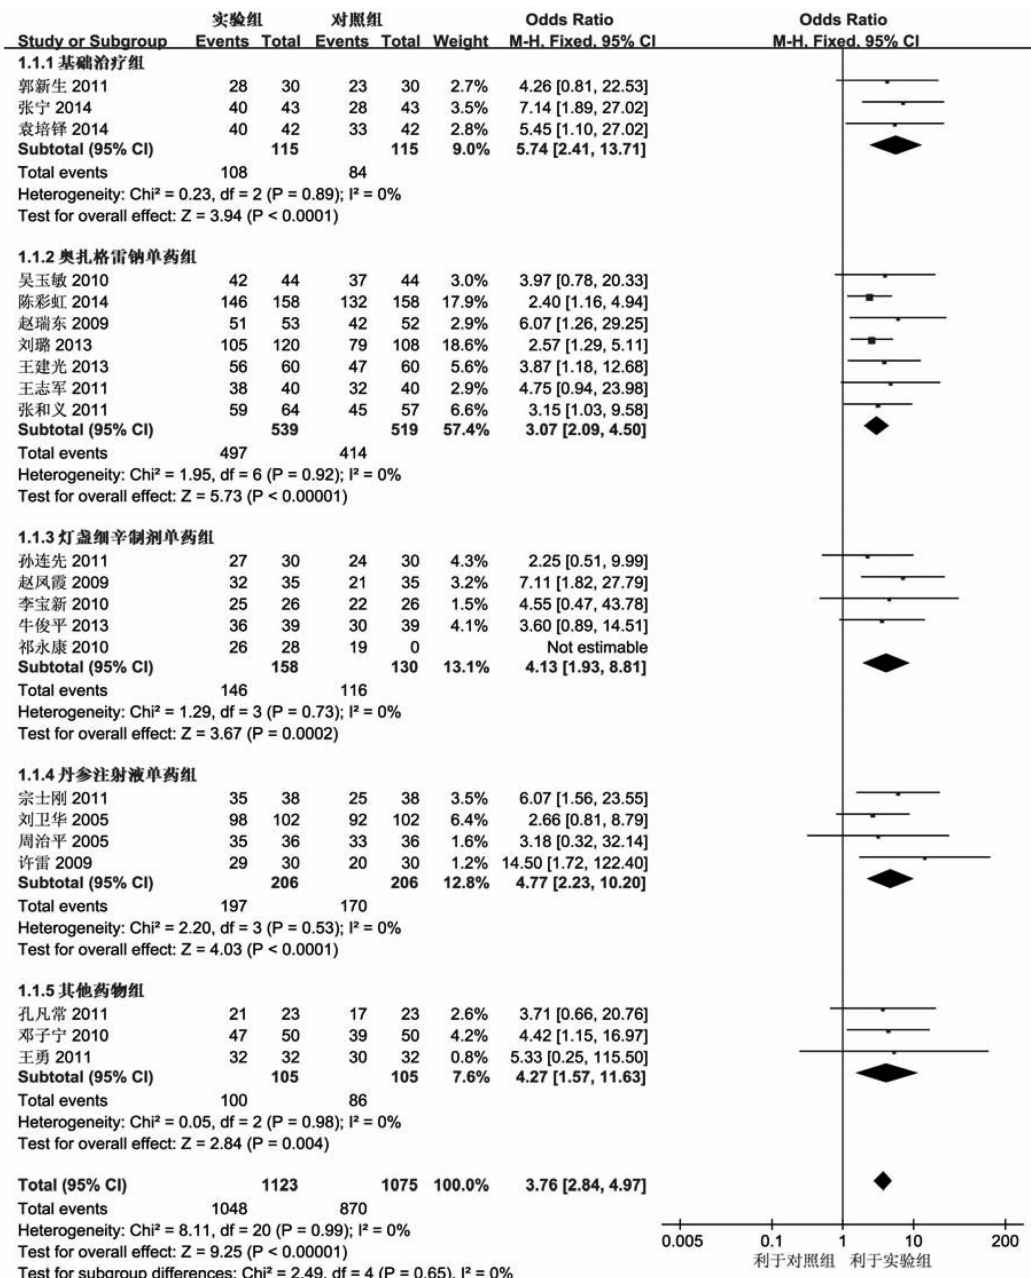 实验组 对照组 Odds Ratio Odds Ratio
Study or Subgroup Events Total Events Total Weight M-H, Fixed, 95% CI M-H, Fixed, 95% CI
1.1.1 基础治疗组
郭新生 2011 28 30 23 30 2.7% 4.26 [0.81, 22.53]
张宁 2014 40 43 28 43 3.5% 7.14 [1.89, 27.02]
袁培铎 2014 40 42 33 42 2.8% 5.45 [1.10, 27.02]
Subtotal (95% CI) 115 115 9.0% 5.74 [2.41, 13.71]
Total events 108 84
Heterogeneity: Chi² = 0.23, df = 2 (P = 0.89); I² = 0%
Test for overall effect: Z = 3.94 (P < 0.0001)
1.1.2 奥扎格雷钠单药组
吴玉敏 2010 42 44 37 44 3.0% 3.97 [0.78, 20.33]
陈彩虹 2014 146 158 132 158 17.9% 2.40 [1.16, 4.94]
赵瑞东 2009 51 53 42 52 2.9% 6.07 [1.26, 29.25]
刘璐 2013 105 120 79 108 18.6% 2.57 [1.29, 5.11]
王建光 2013 56 60 47 60 5.6% 3.87 [1.18, 12.68]
王志军 2011 38 40 32 40 2.9% 4.75 [0.94, 23.98]
张和义 2011 59 64 45 57 6.6% 3.15 [1.03, 9.58]
Subtotal (95% CI) 539 519 57.4% 3.07 [2.09, 4.50]
Total events 497 414
Heterogeneity: Chi² = 1.95, df = 6 (P = 0.92); I² = 0%
Test for overall effect: Z = 5.73 (P < 0.00001)
1.1.3 灯盏细辛制剂单药组
孙连先 2011 27 30 24 30 4.3% 2.25 [0.51, 9.99]
赵凤霞 2009 32 35 21 35 3.2% 7.11 [1.82, 27.79]
李宝新 2010 25 26 22 26 1.5% 4.55 [0.47, 43.78]
牛俊平 2013 36 39 30 39 4.1% 3.60 [0.89, 14.51]
祁永康 2010 26 28 19 0 Not estimable
Subtotal (95% CI) 158 130 13.1% 4.13 [1.93, 8.81]
Total events 146 116
Heterogeneity: Chi² = 1.29, df = 3 (P = 0.73); I² = 0%
Test for overall effect: Z = 3.67 (P = 0.0002)
1.1.4 丹参注射液单药组
宗士刚 2011 35 38 25 38 3.5% 6.07 [1.56, 23.55]
刘卫华 2005 98 102 92 102 6.4% 2.66 [0.81, 8.79]
周治平 2005 35 36 33 36 1.6% 3.18 [0.32, 32.14]
许雷 2009 29 30 20 30 1.2% 14.50 [1.72, 122.40]
Subtotal (95% CI) 206 206 12.8% 4.77 [2.23, 10.20]
Total events 197 170
Heterogeneity: Chi² = 2.20, df = 3 (P = 0.53); I² = 0%
Test for overall effect: Z = 4.03 (P < 0.0001)
1.1.5 其他药物组
孔凡常 2011 21 23 17 23 2.6% 3.71 [0.66, 20.76]
邓子宁 2010 47 50 39 50 4.2% 4.42 [1.15, 16.97]
王勇 2011 32 32 30 32 0.8% 5.33 [0.25, 115.50]
Subtotal (95% CI) 105 105 7.6% 4.27 [1.57, 11.63]
Total events 100 86
Heterogeneity: Chi² = 0.05, df = 2 (P = 0.98); I² = 0%
Test for overall effect: Z = 2.84 (P = 0.004)
Total (95% CI) 1123 1075 100.0% 3.76 [2.84, 4.97]
Total events 1048 870
Heterogeneity: Chi² = 8.11, df = 20 (P = 0.99); I² = 0%
Test for overall effect: Z = 9.25 (P < 0.00001)
Test for subgroup differences: Chi² = 2.49, df = 4 (P = 0.65), I² = 0%
0.005 0.1 1 10 200
利于对照组 利于实验组